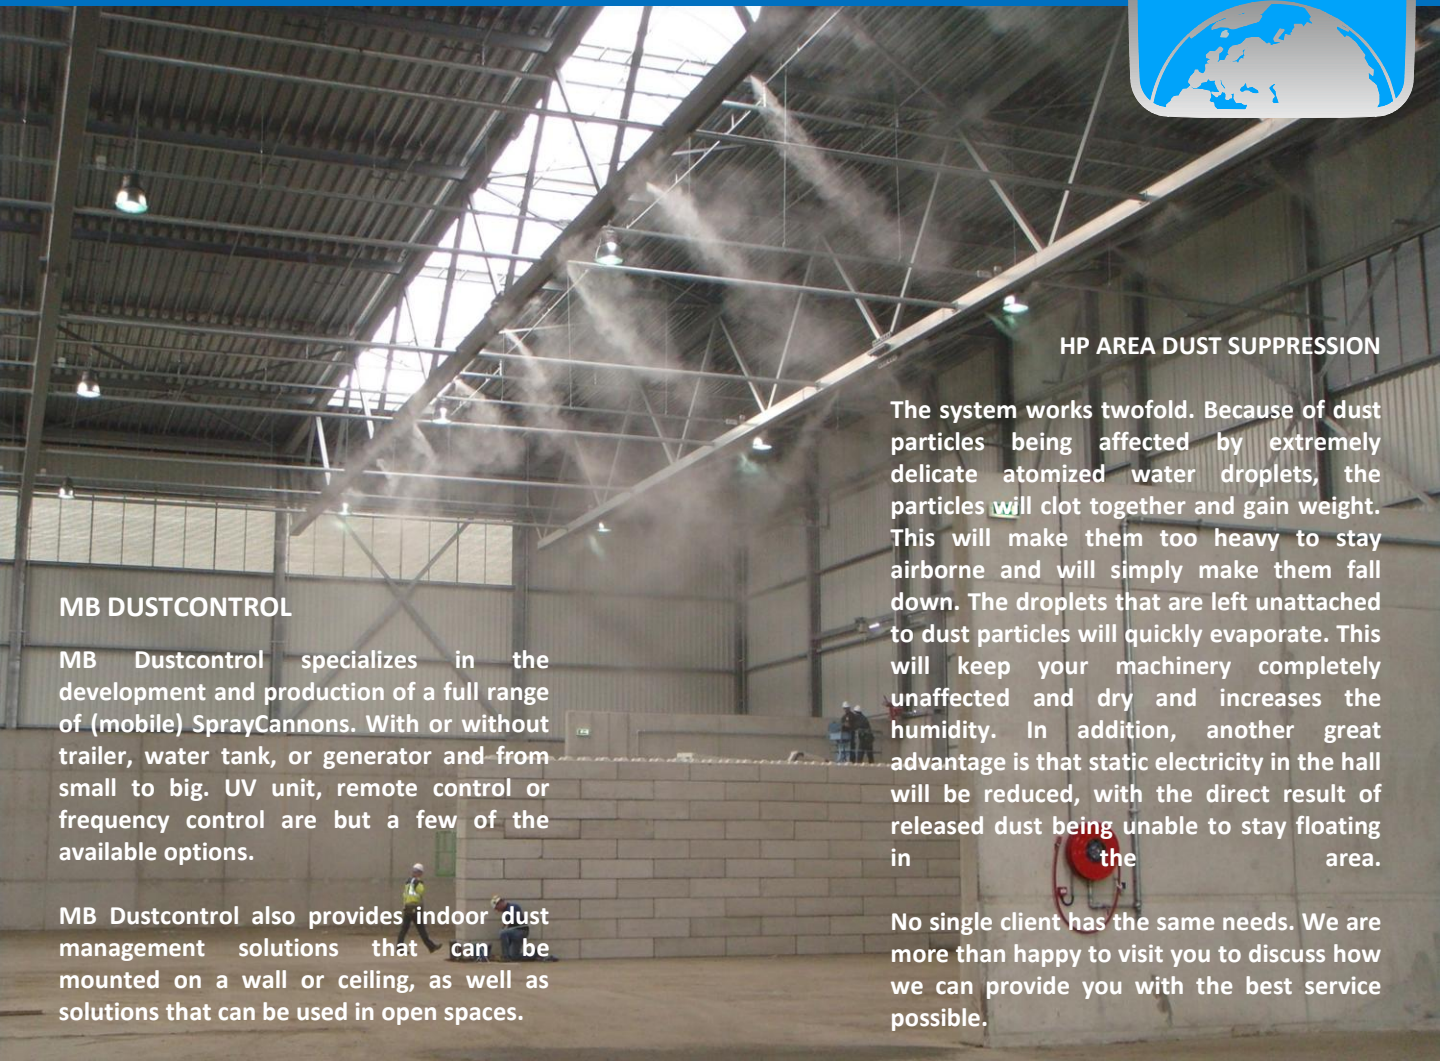 MB DUSTCONTROL
MB Dustcontrol specializes in the
development and production of a full range
of (mobile) SprayCannons. With or without
trailer, water tank, or generator and from
small to big. UV unit, remote control or
frequency control are but a few of the
available options.
MB Dustcontrol also provides indoor dust
management solutions that can be
mounted on a wall or ceiling, as well as
solutions that can be used in open spaces.
HP AREA DUST SUPPRESSION
The system works twofold. Because of dust
particles being affected by extremely
delicate atomized water droplets, the
particles will clot together and gain weight.
This will make them too heavy to stay
airborne and will simply make them fall
down. The droplets that are left unattached
to dust particles will quickly evaporate. This
will keep your machinery completely
unaffected and dry and increases the
humidity. In addition, another great
advantage is that static electricity in the hall
will be reduced, with the direct result of
released dust being unable to stay floating
in the area.
No single client has the same needs. We are
more than happy to visit you to discuss how
we can provide you with the best service
possible.